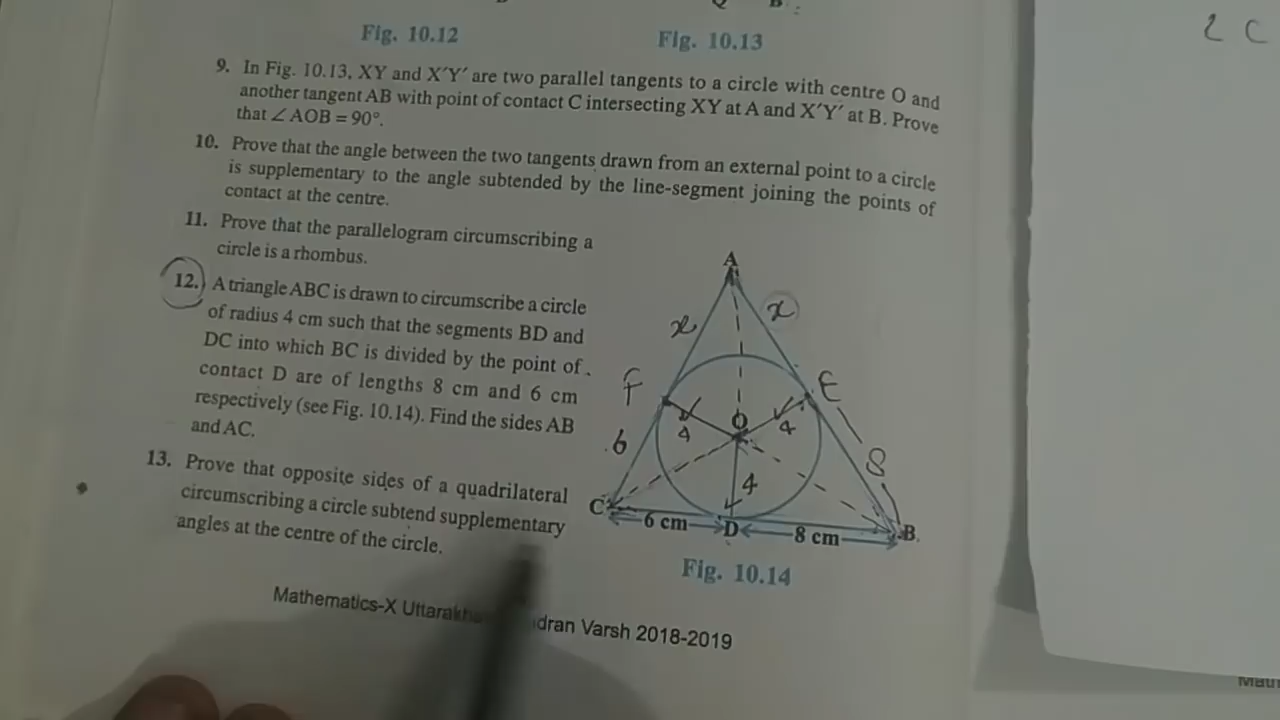 Fig. 10.12
Fig. 10.13
9. In Fig. 10.13, XY and X′Y′ are two parallel tangents to a circle with centre O and
another tangent AB with point of contact C intersecting XY at A and X′Y′ at B. Prove
that ∠ AOB = 90°.
10. Prove that the angle between the two tangents drawn from an external point to a circle
is supplementary to the angle subtended by the line-segment joining the points of
contact at the centre.
11. Prove that the parallelogram circumscribing a
circle is a rhombus.
12. A triangle ABC is drawn to circumscribe a circle
of radius 4 cm such that the segments BD and
DC into which BC is divided by the point of
contact D are of lengths 8 cm and 6 cm
respectively (see Fig. 10.14). Find the sides AB
and AC.
13. Prove that opposite sides of a quadrilateral
circumscribing a circle subtend supplementary
angles at the centre of the circle.
A
x
x
F
E
O
4
4
6
8
4
C
6 cm
D
8 cm
B
Fig. 10.14
Mathematics-X Varsh 2018-2019